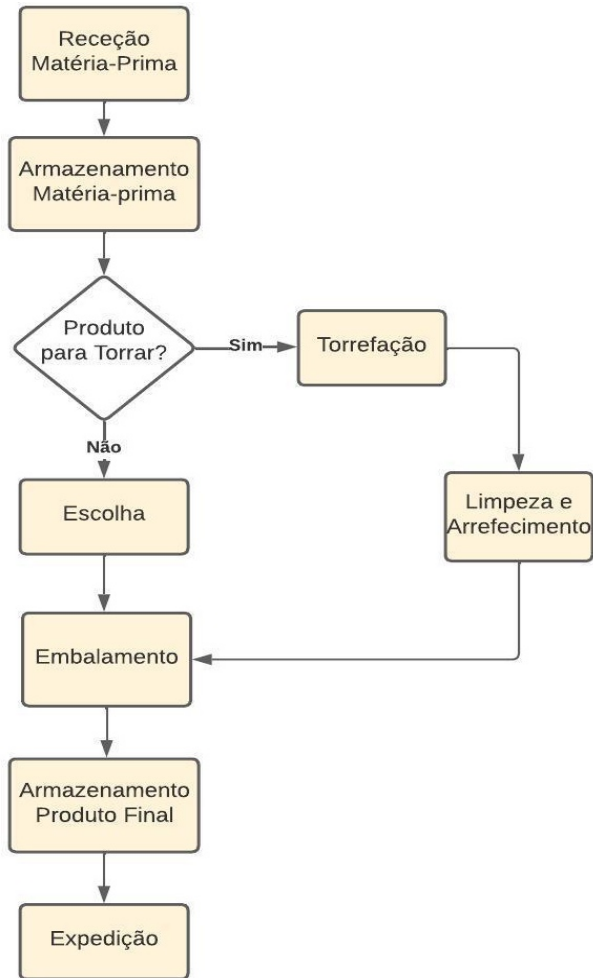 Receção
Matéria-Prima
Armazenamento
Matéria-prima
Produto
para Torrar?
Sim
Torrefação
Não
Escolha
Limpeza e
Arrefecimento
Embalamento
Armazenamento
Produto Final
Expedição